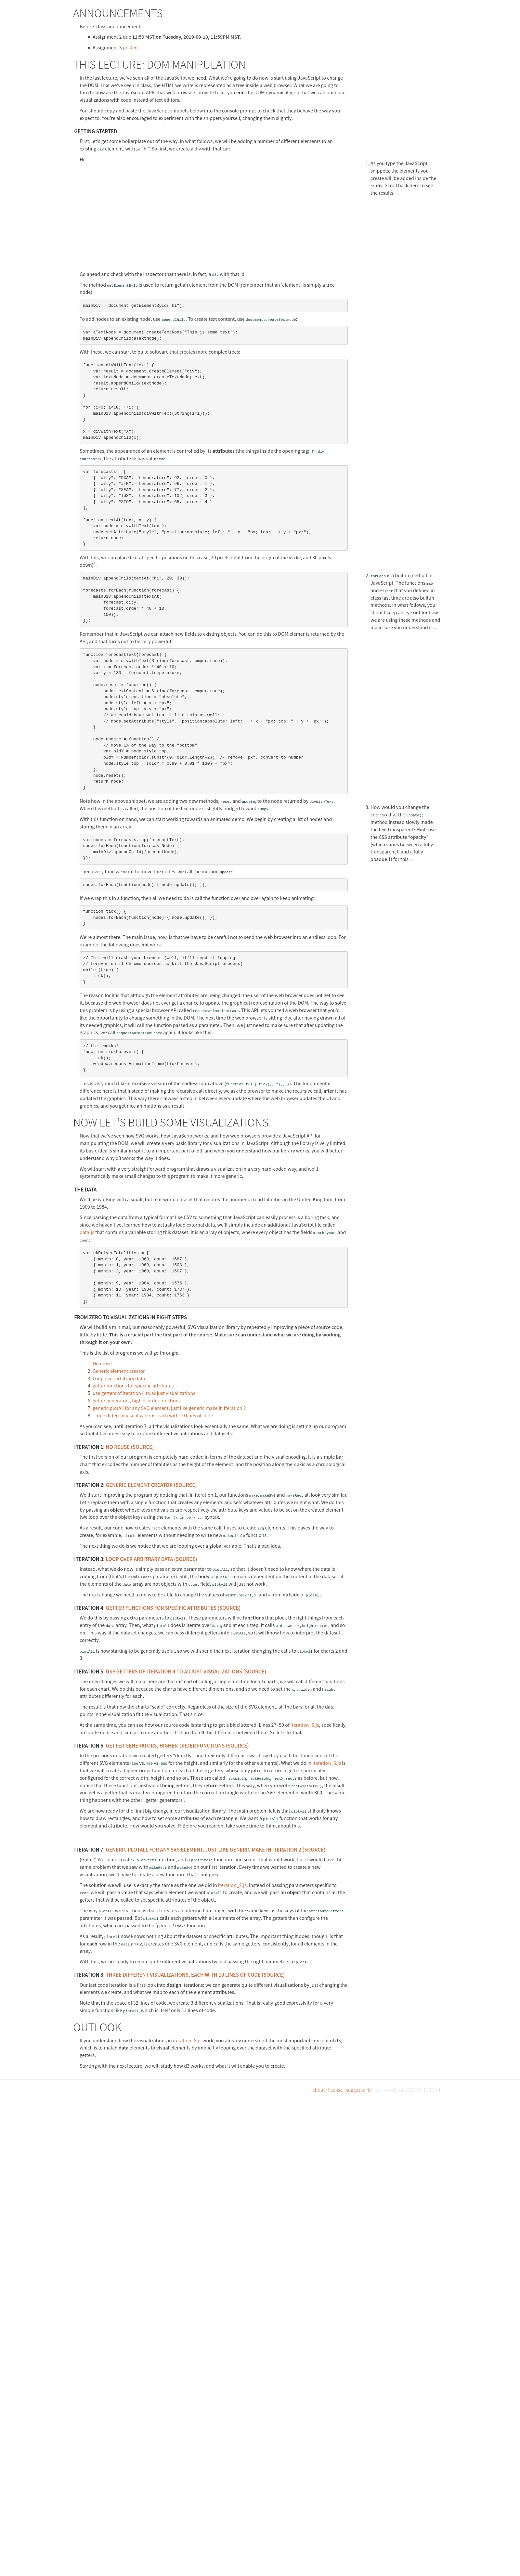 ANNOUNCEMENTS
Before-class announcements:
• Assignment 2 due 11:59 MST on Tuesday, 2019-09-10, 11:59PM MST.
• Assignment 3 posted.
THIS LECTURE: DOM MANIPULATION
In the last lecture, we've seen all of the JavaScript we need. What we're going to do now is start using JavaScript to change
the DOM. Like we've seen in class, the HTML we write is represented as a tree inside a web browser. What we are going to
turn to now are the JavaScript APIs that web browsers provide to let you edit the DOM dynamically, so that we can build our
visualizations with code instead of text editors.
You should copy and paste the JavaScript snippets below into the console prompt to check that they behave the way you
expect to. You're also encouraged to experiment with the snippets yourself, changing them slightly.
GETTING STARTED
First, let's get some boilerplate out of the way. In what follows, we will be adding a number of different elements to an
existing div element, with id "hi". So first, we create a div with that id1:
Hi!
1. As you type the JavaScript
snippets, the elements you
create will be added inside the
hi div. Scroll back here to see
the results.
Go ahead and check with the inspector that there is, in fact, a div with that id.
The method getElementById is used to return get an element from the DOM (remember that an 'element' is simply a tree
node):
mainDiv = document.getElementById("hi");
To add nodes to an existing node, use appendChild. To create text content, use document.createTextNode:
var aTextNode = document.createTextNode("This is some text");
mainDiv.appendChild(aTextNode);
With these, we can start to build software that creates more complex trees:
function divWithText(text) {
var result = document.createElement("div");
var textNode = document.createTextNode(text);
result.appendChild(textNode);
return result;
}
for (i=0; i<20; ++i) {
mainDiv.appendChild(divWithText(String(i*i)));
}
x = divWithText("X");
mainDiv.appendChild(x);
Sometimes, the appearance of an element is controlled by its attributes (the things inside the opening tag; in <div
id="foo"/>, the attribute id has value foo:
var forecasts = [
{ "city": "DCA", "temperature": 92, order: 0 },
{ "city": "JFK", "temperature": 86, order: 1 },
{ "city": "SEA", "temperature": 77, order: 2 },
{ "city": "TUS", "temperature": 103, order: 3 },
{ "city": "SFO", "temperature": 65, order: 4 }
];
function textAt(text, x, y) {
var node = divWithText(text);
node.setAttribute("style", "position:absolute; left: " + x + "px; top: " + y + "px;");
return node;
}
With this, we can place text at specific positions (in this case, 20 pixels right from the origin of the hi div, and 30 pixels
down)2:
2. forEach is a builtin method in
JavaScript. The functions map
and filter that you defined in
class last time are also builtin
methods. In what follows, you
should keep an eye out for how
we are using these methods and
make sure you understand it.
mainDiv.appendChild(textAt("hi", 20, 30));
forecasts.forEach(function(forecast) {
mainDiv.appendChild(textAt(
forecast.city,
forecast.order * 40 + 10,
100));
});
Remember that in JavaScript we can attach new fields to existing objects. You can do this to DOM elements returned by the
API, and that turns out to be very powerful:
function forecastText(forecast) {
var node = divWithText(String(forecast.temperature));
var x = forecast.order * 40 + 10;
var y = 130 - forecast.temperature;
node.reset = function() {
node.textContent = String(forecast.temperature);
node.style.position = "absolute";
node.style.left = x + "px";
node.style.top = y + "px";
// We could have written it like this as well:
// node.setAttribute("style", "position:absolute; left: " + x + "px; top: " + y + "px;");
}
node.update = function() {
// move 1% of the way to the "bottom"
var oldY = node.style.top;
oldY = Number(oldY.substr(0, oldY.length-2)); // remove "px", convert to number
node.style.top = (oldY * 0.99 + 0.01 * 130) + "px";
};
node.reset();
return node;
}
Note how in the above snippet, we are adding two new methods, reset and update, to the node returned by divWithText.
When this method is called, the position of the text node is slightly nudged toward 130px3.
3. How would you change the
code so that the update()
method instead slowly made
the text transparent? Hint: use
the CSS attribute "opacity"
(which varies between a fully-
transparent 0 and a fully-
opaque 1) for this.
With this function on hand, we can start working towards an animated demo. We begin by creating a list of nodes and
storing them in an array.
var nodes = forecasts.map(forecastText);
nodes.forEach(function(forecastNode) {
mainDiv.appendChild(forecastNode);
});
Then every time we want to move the nodes, we call the method update:
nodes.forEach(function(node) { node.update(); });
If we wrap this in a function, then all we need to do is call the function over and over again to keep animating:
function tick() {
nodes.forEach(function(node) { node.update(); });
}
We're almost there. The main issue, now, is that we have to be careful not to send the web browser into an endless loop. For
example, the following does not work:
// This will crash your browser (well, it'll send it looping
// forever until Chrome decides to kill the JavaScript process)
while (true) {
tick();
}
The reason for it is that although the element attributes are being changed, the user of the web browser does not get to see
it, because the web browser does not ever get a chance to update the graphical representation of the DOM. The way to solve
this problem is by using a special browser API called requestAnimationFrame. This API lets you tell a web browser that you'd
like the opportunity to change something in the DOM. The next time the web browser is sitting idly, after having drawn all of
its needed graphics, it will call the function passed as a parameter. Then, we just need to make sure that after updating the
graphics, we call requestAnimationFrame again. It looks like this:
// this works!
function tickForever() {
tick();
window.requestAnimationFrame(tickForever);
}
This is very much like a recursive version of the endless loop above (function f() { tick(); f(); }). The fundamental
difference here is that instead of making the recursive call directly, we ask the browser to make the recursive call, after it has
updated the graphics. This way there's always a step in between every update where the web browser updates the UI and
graphics, and you get nice animations as a result.
NOW LET'S BUILD SOME VISUALIZATIONS!
Now that we've seen how SVG works, how JavaScript works, and how web browsers provide a JavaScript API for
manipulating the DOM, we will create a very basic library for visualizations in JavaScript. Although the library is very limited,
its basic idea is similar in spirit to an important part of d3, and when you understand how our library works, you will better
understand why d3 works the way it does.
We will start with a very straightforward program that draws a visualization in a very hard-coded way, and we'll
systematically make small changes to this program to make it more generic.
THE DATA
We'll be working with a small, but real-world dataset that records the number of road fatalities in the United Kingdom, from
1969 to 1984.
Since parsing the data from a typical format like CSV to something that JavaScript can easily process is a boring task, and
since we haven't yet learned how to actually load external data, we'll simply include an additional JavaScript file called
data.js that contains a variable storing this dataset. It is an array of objects, where every object has the fields month, year, and
count:
var ukDriverFatalities = [
{ month: 0, year: 1969, count: 1687 },
{ month: 1, year: 1969, count: 1508 },
{ month: 2, year: 1969, count: 1507 },
...
{ month: 9, year: 1984, count: 1575 },
{ month: 10, year: 1984, count: 1737 },
{ month: 11, year: 1984, count: 1763 }
];
FROM ZERO TO VISUALIZATIONS IN EIGHT STEPS
We will build a minimal, but reasonably powerful, SVG visualization library by repeatedly improving a piece of source code,
little by little. This is a crucial part the first part of the course. Make sure can understand what we are doing by working
through it on your own.
This is the list of programs we will go through:
1. No reuse
2. Generic element creator
3. Loop over arbitrary data
4. getter functions for specific attributes
5. use getters of iteration 4 to adjust visualizations
6. getter generators, higher-order functions
7. generic plotAll for any SVG element, just like generic make in iteration 2
8. Three different visualizations, each with 10 lines of code
As you can see, until iteration 7, all the visualizations look essentially the same. What we are doing is setting up our program
so that it becomes easy to explore different visualizations and datasets.
ITERATION 1: NO REUSE (SOURCE)
The first version of our program is completely hard-coded in terms of the dataset and the visual encoding. It is a simple bar-
chart that encodes the number of fatalities as the height of the element, and the position along the x axis as a chronological
axis.
ITERATION 2: GENERIC ELEMENT CREATOR (SOURCE)
We'll start improving the program by noticing that, in iteration 1, our functions make, makeSVG and makeRect all look very similar.
Let's replace them with a single function that creates any elements and sets whatever attributes we might want. We do this
by passing an object whose keys and values are respectively the attribute keys and values to be set on the created element
(we loop over the object keys using the for (x in obj) ... syntax.
As a result, our code now creates rect elements with the same call it uses to create svg elements. This paves the way to
create, for example, circle elements without needing to write new makeCircle functions.
The next thing we do is we notice that we are looping over a global variable. That's a bad idea.
ITERATION 3: LOOP OVER ARBITRARY DATA (SOURCE)
Instead, what we do now is simply pass an extra parameter to plotAll, so that it doesn't need to know where the data is
coming from (that's the extra data parameter). Still, the body of plotAll remains dependent on the content of data: if
the elements of the data array are not objects with count field, plotAll will just not work.
The next change we need to do is to be able to change the values of width, height, x, and y from outside of plotAll.
ITERATION 4: GETTER FUNCTIONS FOR SPECIFIC ATTRIBUTES (SOURCE)
We do this by passing extra parameters to plotAll. These parameters will be functions that pluck the right things from each
entry of the data array. Then, what plotAll does is iterate over data, and at each step, it calls widthGetter, heightGetter, and so
on. This way, if the dataset changes, we can pass different getters into plotAll, so it will know how to interpret the dataset
correctly.
plotAll is now starting to be generally useful, so we will spend the next iteration changing the calls to plotAll for charts 2 and
3.
ITERATION 5: USE GETTERS OF ITERATION 4 TO ADJUST VISUALIZATIONS (SOURCE)
The only changes we will make here are that instead of calling a single function for all charts, we will call different functions
for each chart. We do this because the charts have different dimensions, and so we need to set the x, y, width and height
attributes differently for each.
The result is that now the charts "scale" correctly. Regardless of the size of the SVG element, all the bars for all the data
points in the visualization fit the visualization. That's nice.
At the same time, you can see how our source code is starting to get a bit cluttered. Lines 27–50 of iteration_5.js, specifically,
are quite dense and similar to one another. It's hard to tell the difference between them. So let's fix that.
ITERATION 6: GETTER GENERATORS, HIGHER-ORDER FUNCTIONS (SOURCE)
In the previous iteration we created getters "directly", and their only difference was how they used the dimensions of the
different SVG elements (600 vs. 400 vs. 500 for the height, and similarly for the other elements). What we do in iteration_6.js is
that we create higher-order functions for each of these getters, whose only job is to return a getter specifically
configured for the correct width, height, and so on. These are called rectWidth, rectHeight, rectX, rectY as before, but now,
notice that these functions, instead of being getters, they return getters. This way, when you write rectWidth(800), the result
you get is a getter that is configured exactly to return the correct rectangle width for an SVG element of width 800. The same
thing happens with the other "getter generators".
We are now ready for the final big change in our visualization library. The main problem left is that plotAll still only knows
how to draw rectangles, and how to set some attributes of each rectangle. We want a plotAll function that works for any
element and attribute. How would you solve it? Before you read on, take some time to think about this.
ITERATION 7: GENERIC PLOTALL FOR ANY SVG ELEMENT, JUST LIKE GENERIC MAKE IN ITERATION 2 (SOURCE)
(Got it?) We could create a plotRects function, and a plotCircle function, and so on. That would work, but it would have the
same problem that we saw with makeRect and makeSVG on our first iteration. Every time we wanted to create a new
visualization, we'd have to create a new function. That's not great.
The solution we will use is exactly the same as the one we did in iteration_2.js. Instead of passing parameters specific to
rect, we will pass a value that says which element we want plotAll to create, and we will pass an object that contains all the
getters that will be called to set specific attributes of the object.
The way plotAll works, then, is that it creates an intermediate object with the same keys as the keys of the attributeGetters
parameter it was passed. But plotAll calls each getters with all elements of the array. The getters then configure the
attributes, which are passed to the (generic!) make function.
As a result, plotAll now knows nothing about the dataset or specific attributes. The important thing it does, though, is that
for each row in the data array, it creates one SVG element, and calls the same getters, consistently, for all elements in the
array.
With this, we are ready to create quite different visualizations by just passing the right parameters to plotAll.
ITERATION 8: THREE DIFFERENT VISUALIZATIONS, EACH WITH 10 LINES OF CODE (SOURCE)
Our last code iteration is a first look into design iterations: we can generate quite different visualizations by just changing the
elements we create, and what we map to each of the element attributes.
Note that in the space of 32 lines of code, we create 3 different visualizations. That is really good expressivity for a very
simple function like plotAll, which is itself only 12 lines of code.
OUTLOOK
If you understand how the visualizations in iteration_8.js work, you already understood the most important concept of d3,
which is to match data elements to visual elements by implicitly looping over the dataset with the specified attribute
getters.
Starting with the next lecture, we will study how d3 works, and what it will enable you to create.
about license suggest a fix